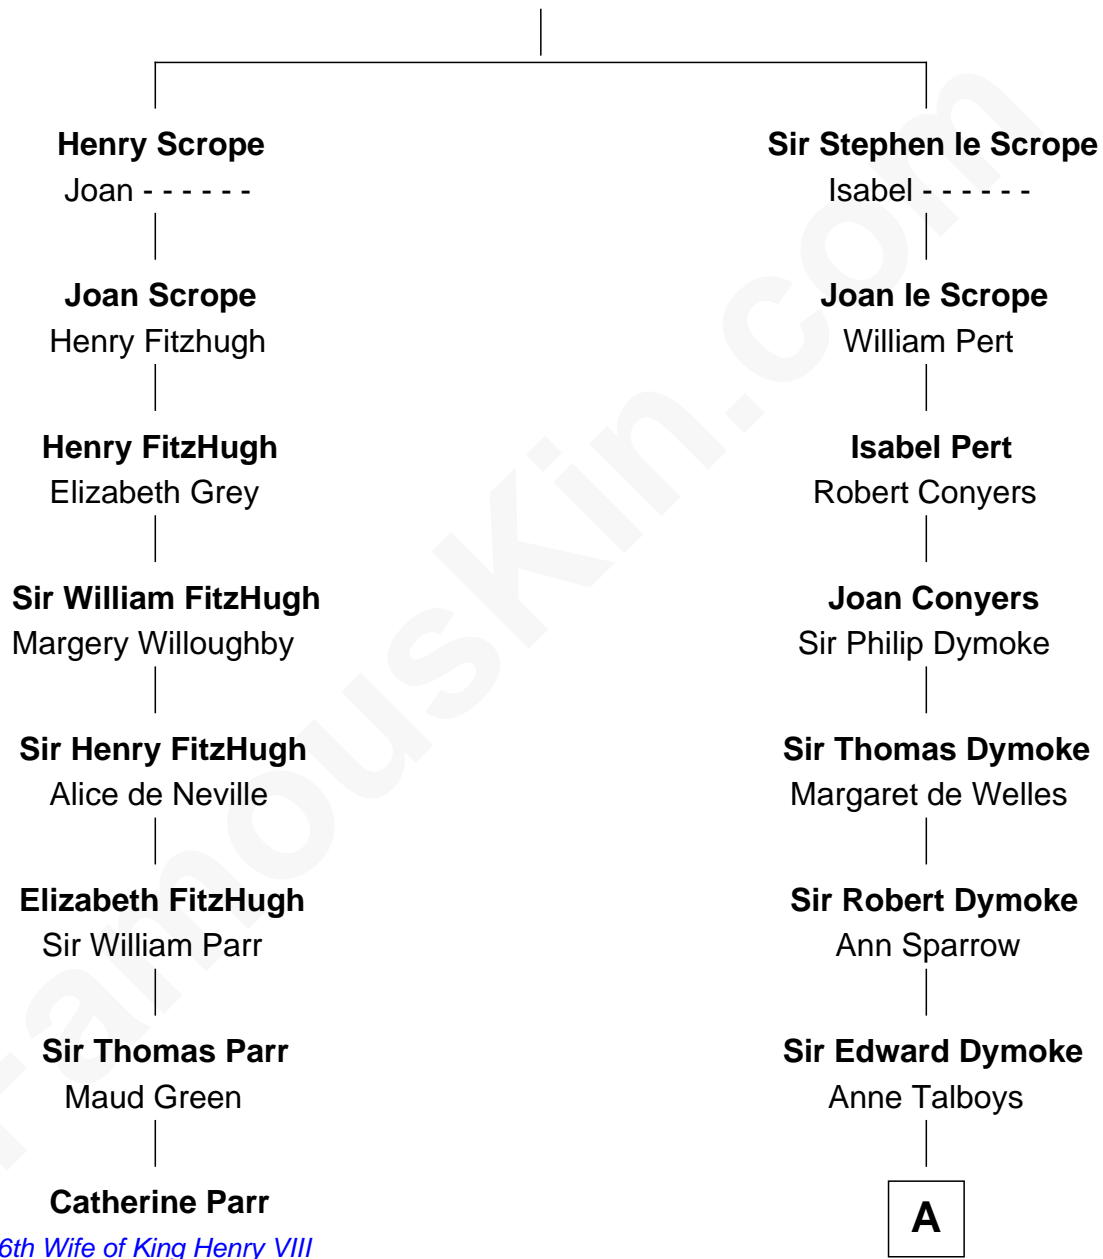 Henry Scrope
Joan - - - - - -
Joan Scrope
Henry Fitzhugh
Henry FitzHugh
Elizabeth Grey
Sir William FitzHugh
Margery Willoughby
Sir Henry FitzHugh
Alice de Neville
Elizabeth FitzHugh
Sir William Parr
Sir Thomas Parr
Maud Green
Catherine Parr
6th Wife of King Henry VIII
Sir Stephen le Scrope
Isabel - - - - - -
Joan le Scrope
William Pert
Isabel Pert
Robert Conyers
Joan Conyers
Sir Philip Dymoke
Sir Thomas Dymoke
Margaret de Welles
Sir Robert Dymoke
Ann Sparrow
Sir Edward Dymoke
Anne Talboys
A
FamousKin.com